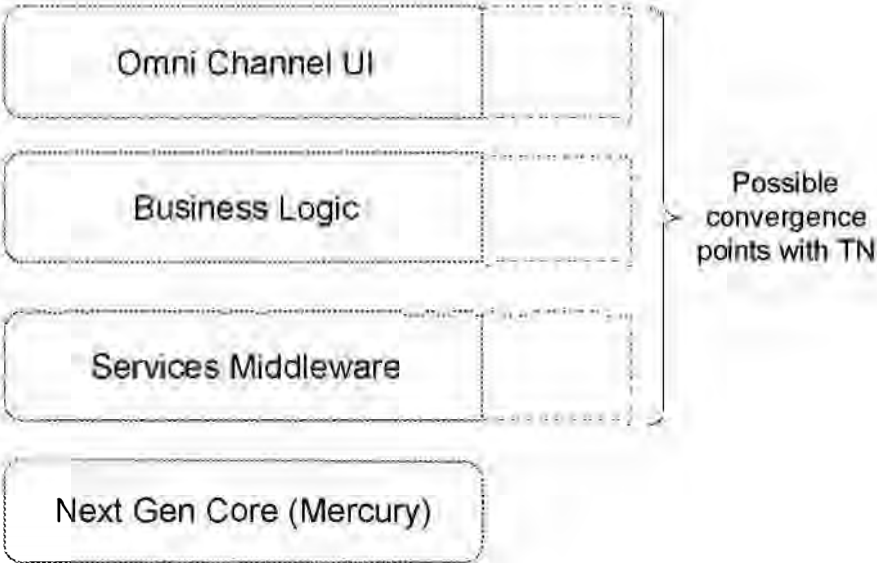 Omni Channel UI
Business Logic
Possible
convergence
points with TN
Services Middleware
Next Gen Core (Mercury)